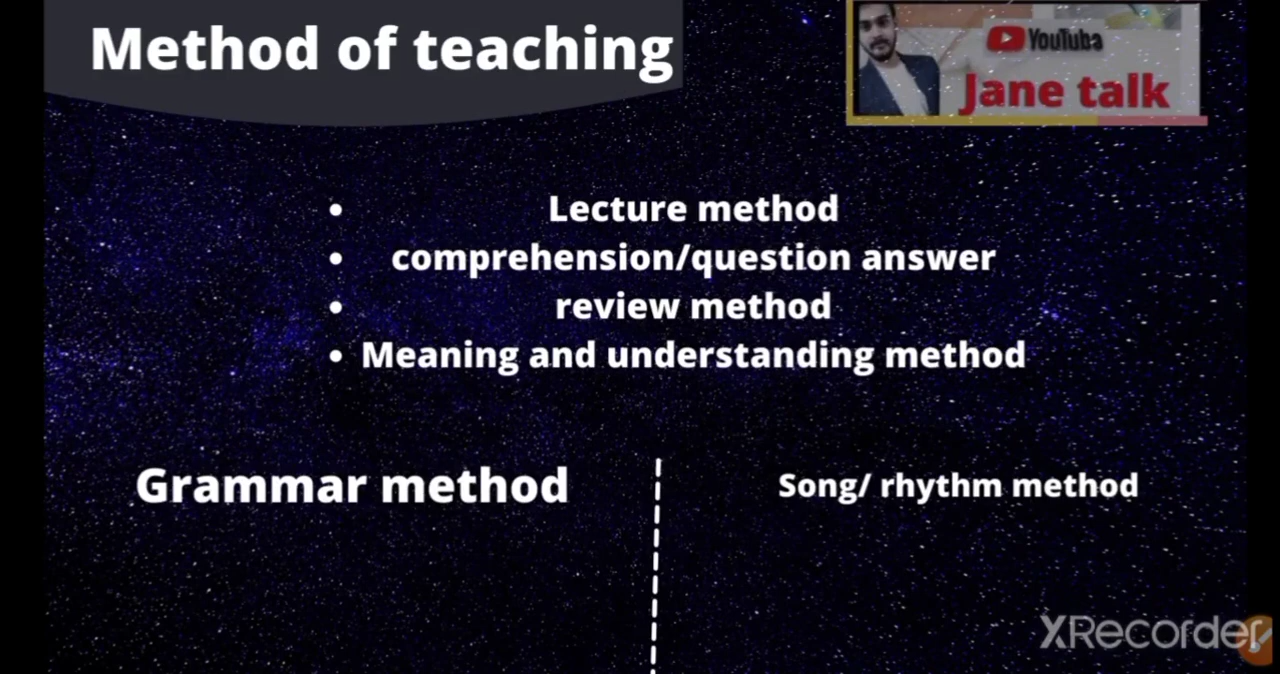 Method of teaching
YouTuba
Jane talk
Lecture method
comprehension/question answer
review method
Meaning and understanding method
Grammar method
Song/ rhythm method
XRecorder